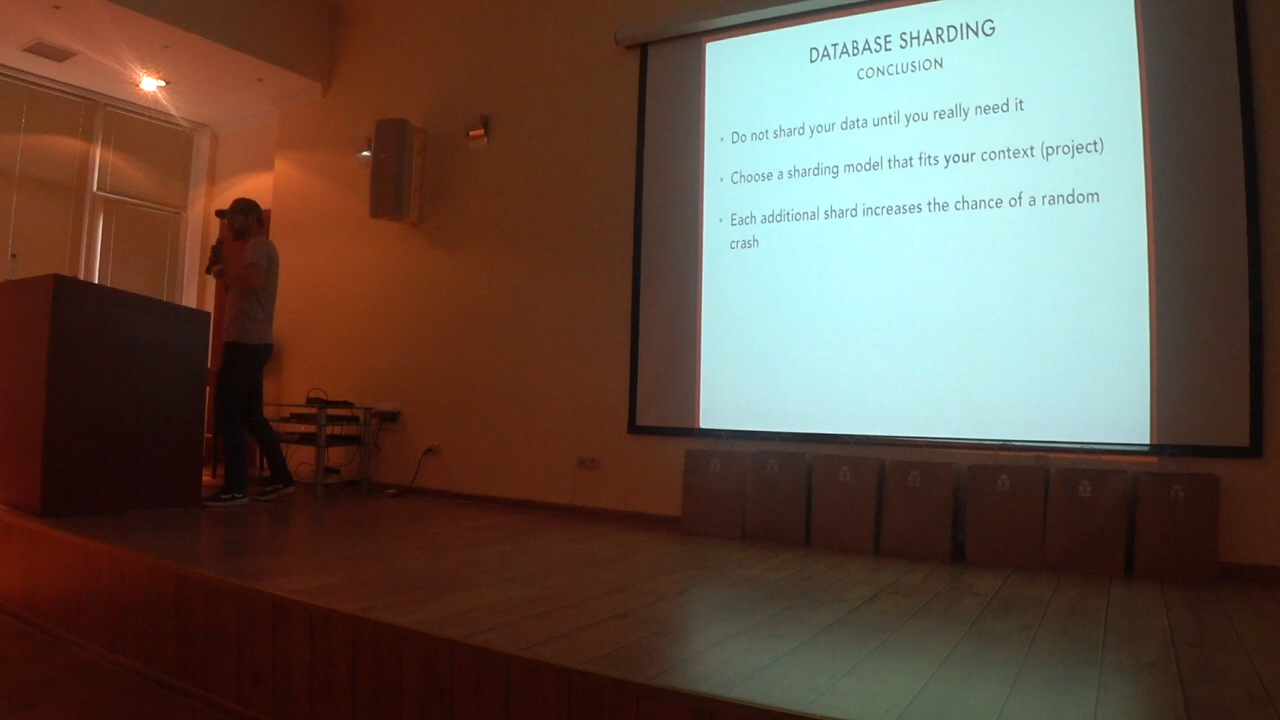 DATABASE SHARDING
CONCLUSION
• Do not shard your data until you really need it
• Choose a sharding model that fits your context (project)
• Each additional shard increases the chance of a random
crash